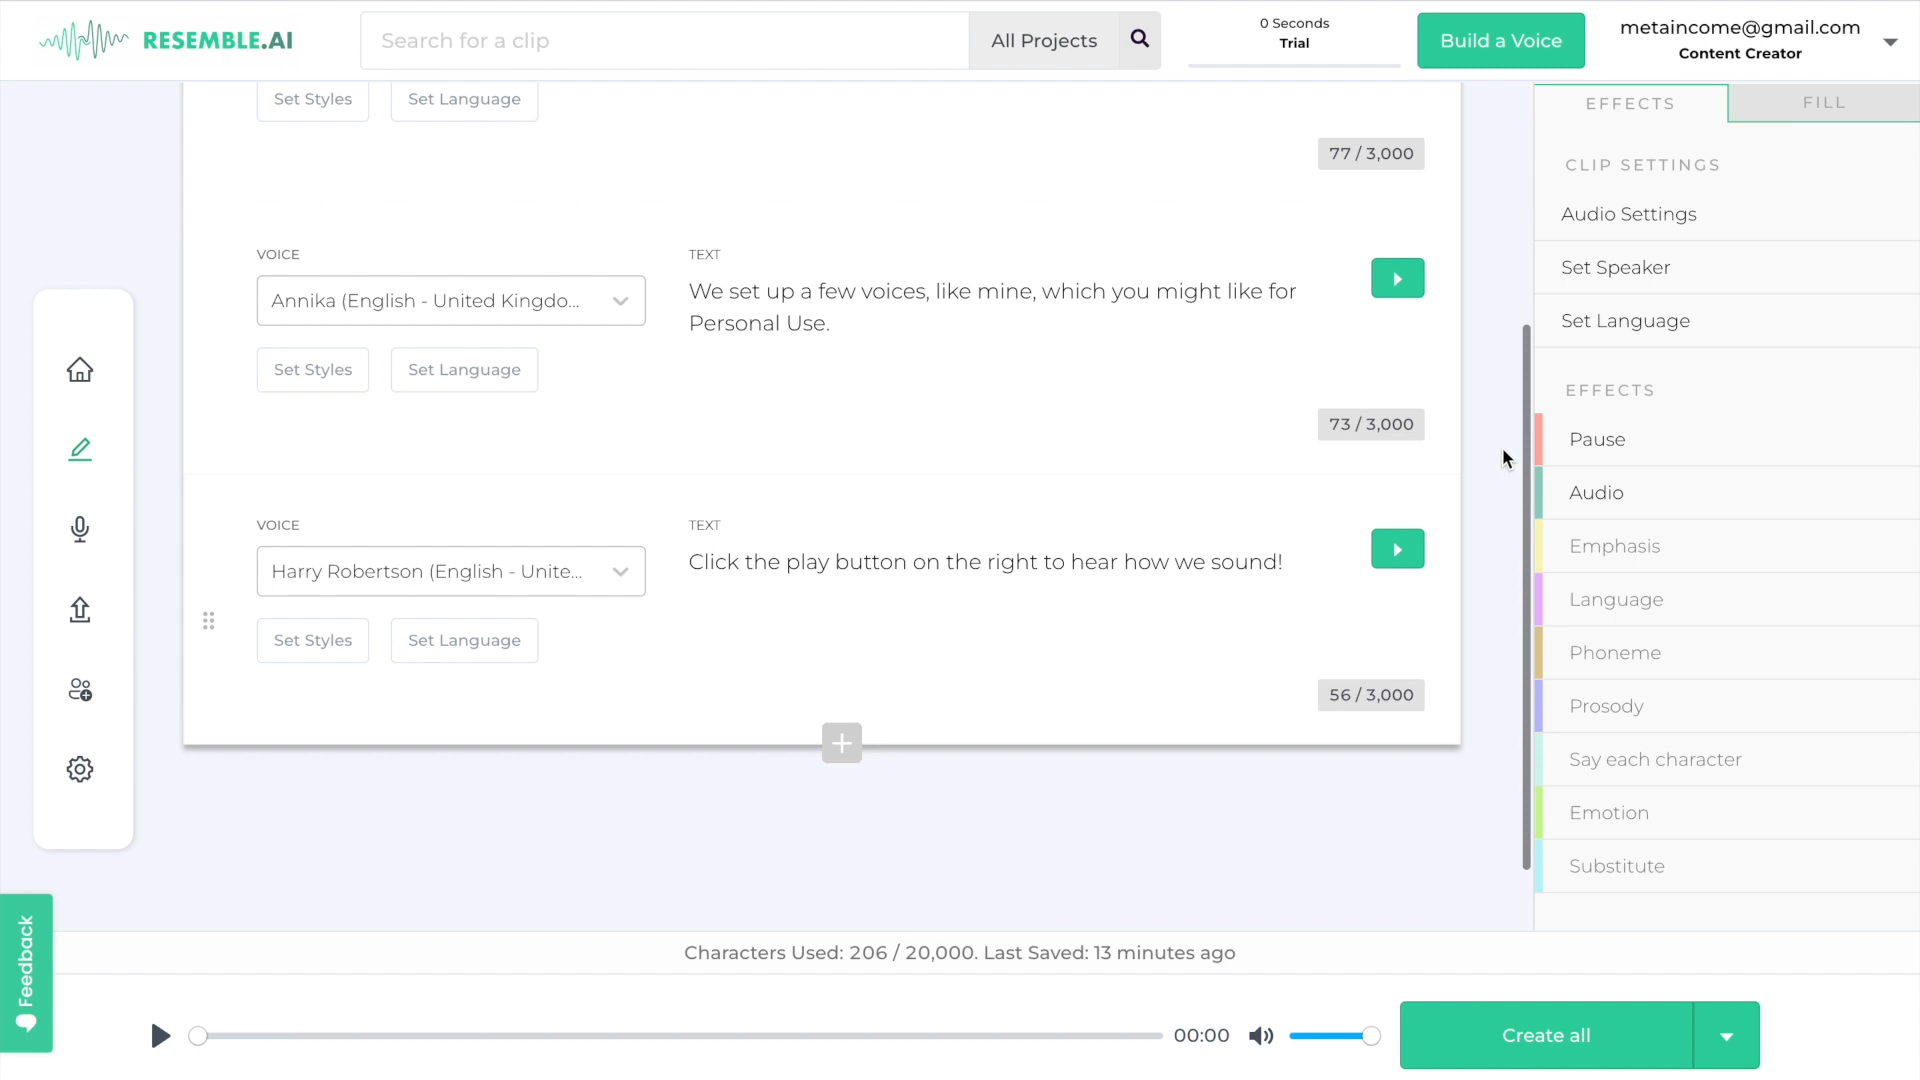 RESEMBLE.AI
Search for a clip
All Projects
0 Seconds
Trial
Build a Voice
metaincome@gmail.com
Content Creator
Set Styles
Set Language
77 / 3,000
VOICE
TEXT
Annika (English - United Kingdo...
We set up a few voices, like mine, which you might like for
Personal Use.
Set Styles
Set Language
73 / 3,000
VOICE
TEXT
Harry Robertson (English - Unite...
Click the play button on the right to hear how we sound!
Set Styles
Set Language
56 / 3,000
EFFECTS
FILL
CLIP SETTINGS
Audio Settings
Set Speaker
Set Language
EFFECTS
Pause
Audio
Emphasis
Language
Phoneme
Prosody
Say each character
Emotion
Substitute
Feedback
Characters Used: 206 / 20,000. Last Saved: 13 minutes ago
00:00
Create all